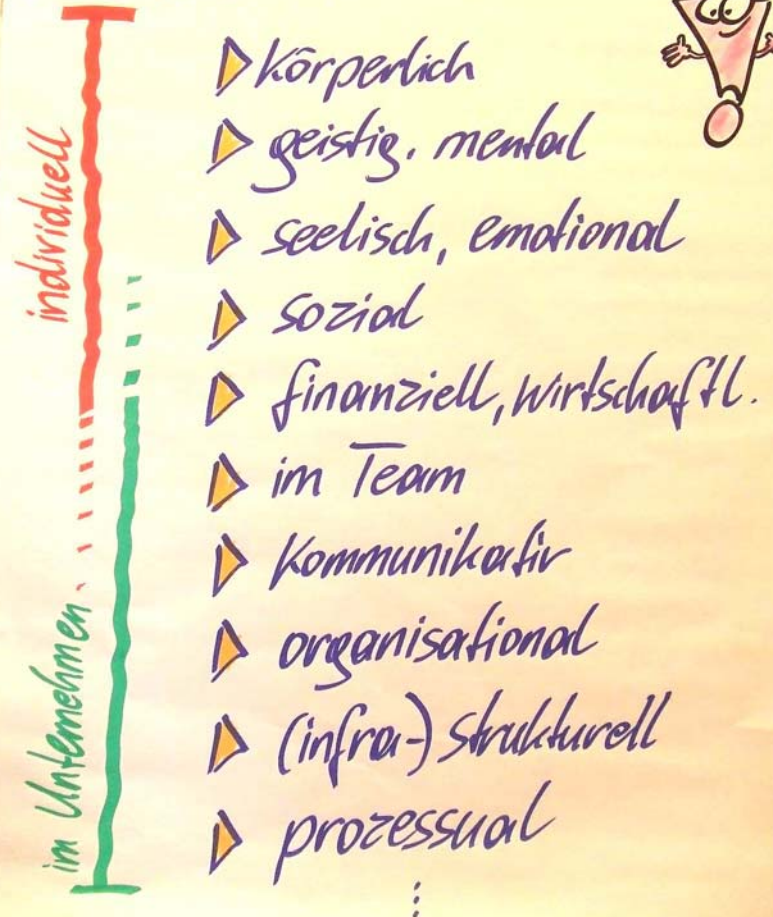 individuell
im Unternehmen
körperlich
geistig, mental
seelisch, emotional
sozial
finanziell, wirtschaftl.
im Team
kommunikativ
organisational
(infra-) strukturell
prozessual